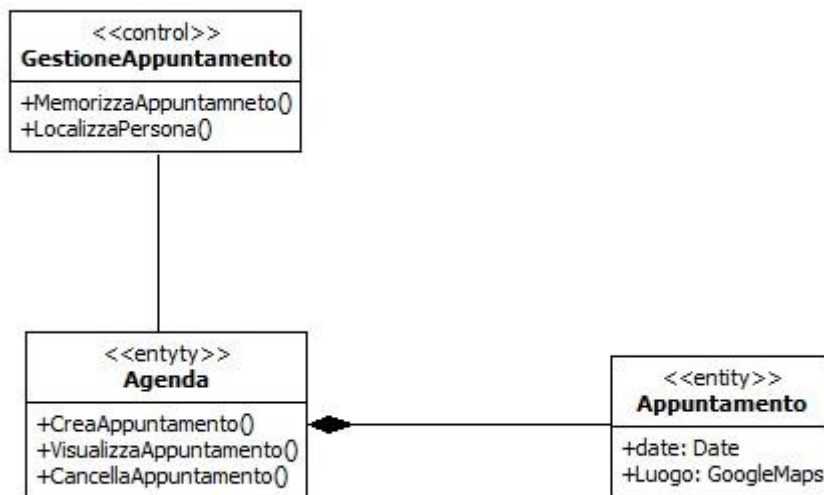 <<control>>
GestioneAppuntamento
+MemorizzaAppuntamneto()
+LocalizzaPersona()
<<entyty>>
Agenda
+CreaAppuntamento()
+VisualizzaAppuntamento()
+CancellaAppuntamento()
<<entity>>
Appuntamento
+date: Date
+Luogo: GoogleMaps